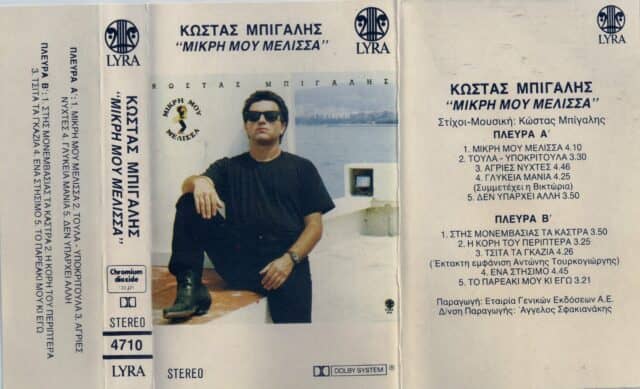 ΠΛΕΥΡΑ Α΄: 1. ΜΙΚΡΗ ΜΟΥ ΜΕΛΙΣΣΑ 2. ΤΟΥΛΑ - ΥΠΟΚΡΙΤΟΥΛΑ 3. ΑΓΡΙΕΣ
ΝΥΧΤΕΣ 4. ΓΛΥΚΕΙΑ ΜΑΝΙΑ 5. ΔΕΝ ΥΠΑΡΧΕΙ ΑΛΛΗ
ΠΛΕΥΡΑ Β΄: 1. ΣΤΗΣ ΜΟΝΕΜΒΑΣΙΑΣ ΤΑ ΚΑΣΤΡΑ 2. Η ΚΟΡΗ ΤΟΥ ΠΕΡΙΠΤΕΡΑ
3. ΤΣΙΤΑ ΤΑ ΓΚΑΖΙΑ 4. ΕΝΑ ΣΤΗΣΙΜΟ 5. ΤΟ ΠΑΡΕΑΚΙ ΜΟΥ ΚΙ ΕΓΩ
LYRA
ΚΩΣΤΑΣ ΜΠΙΓΑΛΗΣ
"ΜΙΚΡΗ ΜΟΥ ΜΕΛΙΣΣΑ"
Chromium
dioxide
STEREO
4710
LYRA
ΚΩΣΤΑΣ ΜΠΙΓΑΛΗΣ
"ΜΙΚΡΗ ΜΟΥ ΜΕΛΙΣΣΑ"
LYRA
ΚΩΣΤΑΣ ΜΠΙΓΑΛΗΣ
ΜΙΚΡΗ ΜΟΥ
ΜΕΛΙΣΣΑ
STEREO
DOLBY SYSTEM
LYRA
ΚΩΣΤΑΣ ΜΠΙΓΑΛΗΣ
"ΜΙΚΡΗ ΜΟΥ ΜΕΛΙΣΣΑ"
Στίχοι-Μουσική: Κώστας Μπίγαλης
ΠΛΕΥΡΑ Α΄
1. ΜΙΚΡΗ ΜΟΥ ΜΕΛΙΣΣΑ 4.10
2. ΤΟΥΛΑ - ΥΠΟΚΡΙΤΟΥΛΑ 3.30
3. ΑΓΡΙΕΣ ΝΥΧΤΕΣ 4.46
4. ΓΛΥΚΕΙΑ ΜΑΝΙΑ 4.25
(Συμμετέχει η Βικτώρια)
5. ΔΕΝ ΥΠΑΡΧΕΙ ΑΛΛΗ 3.50
ΠΛΕΥΡΑ Β΄
1. ΣΤΗΣ ΜΟΝΕΜΒΑΣΙΑΣ ΤΑ ΚΑΣΤΡΑ 3.50
2. Η ΚΟΡΗ ΤΟΥ ΠΕΡΙΠΤΕΡΑ 3.25
3. ΤΣΙΤΑ ΤΑ ΓΚΑΖΙΑ 4.26
(Έκτακτη εμφάνιση Αντώνης Τουρκογιώργης)
4. ΕΝΑ ΣΤΗΣΙΜΟ 4.45
5. ΤΟ ΠΑΡΕΑΚΙ ΜΟΥ ΚΙ ΕΓΩ 3.21
Παραγωγή: Εταιρία Γενικών Εκδόσεων Α.Ε.
Δ/νση Παραγωγής: Άγγελος Σφακιανάκης